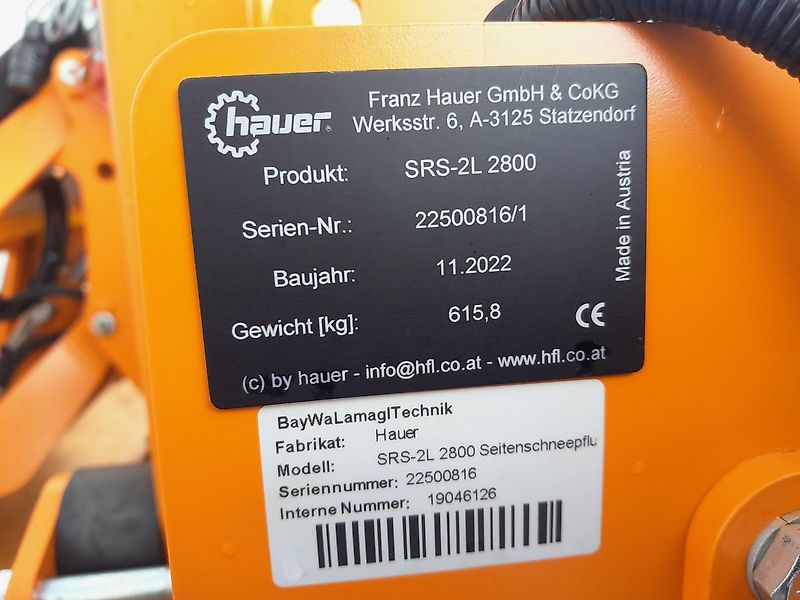 hauer
Franz Hauer GmbH & CoKG
Werksstr. 6, A-3125 Statzendorf
Produkt: SRS-2L 2800
Serien-Nr.: 22500816/1
Baujahr: 11.2022
Gewicht [kg]: 615,8
Made in Austria
CE
(c) by hauer - info@hfl.co.at - www.hfl.co.at
BayWaLamaglTechnik
Fabrikat: Hauer
Modell: SRS-2L 2800 Seitenschneepflu
Seriennummer: 22500816
Interne Nummer: 19046126